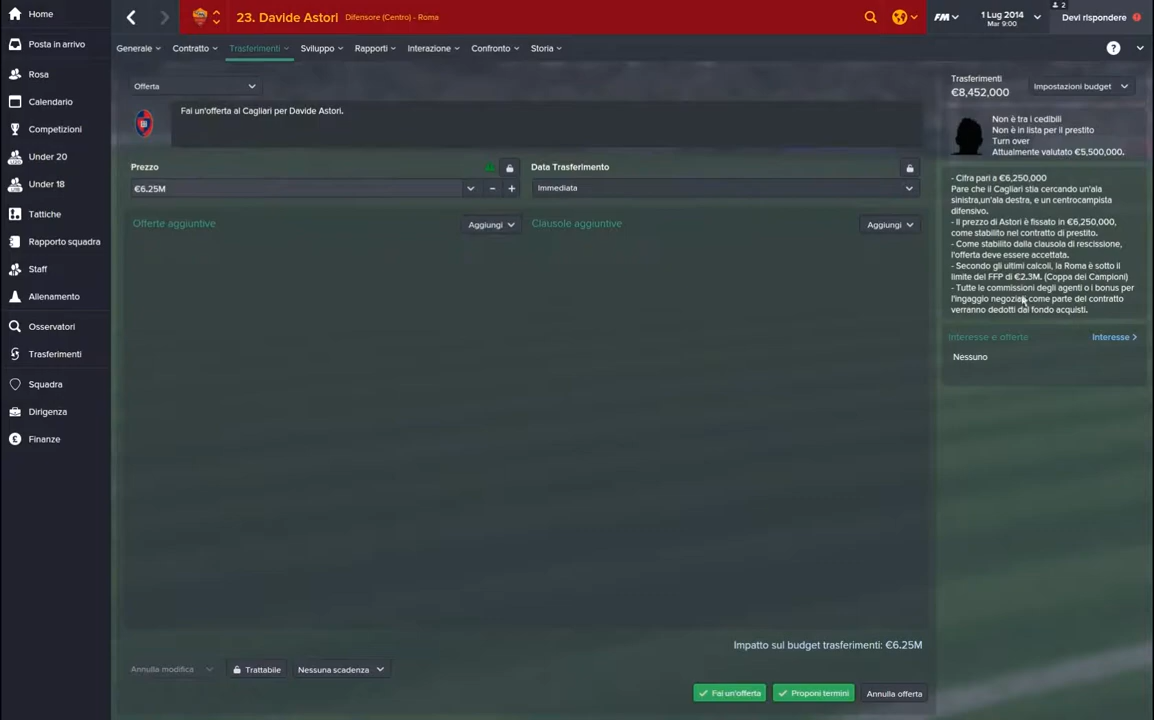 Home
Posta in arrivo
Rosa
Calendario
Competizioni
Under 20
Under 18
Tattiche
Rapporto squadra
Staff
Allenamento
Osservatori
Trasferimenti
Squadra
Dirigenza
Finanze
23. Davide Astori
Difensore (Centro) - Roma
FM
1 Lug 2014
Mar 9:00
2
Devi rispondere
Generale
Contratto
Trasferimenti
Sviluppo
Rapporti
Interazione
Confronto
Storia
?
Offerta
Fai un'offerta al Cagliari per Davide Astori.
Prezzo
€6.25M
Data Trasferimento
Immediata
Offerte aggiuntive
Aggiungi
Clausole aggiuntive
Aggiungi
Impatto sul budget trasferimenti: €6.25M
Annulla modifica
Trattabile
Nessuna scadenza
Fai un'offerta
Proponi termini
Annulla offerta
Trasferimenti
€8,452,000
Impostazioni budget
Non è tra i cedibili
Non è in lista per il prestito
Turn over
Attualmente valutato €5,500,000.
- Cifra pari a €6,250,000
Pare che il Cagliari stia cercando un'ala
sinistra,un'ala destra, e un centrocampista
difensivo.
- Il prezzo di Astori è fissato in €6,250,000,
come stabilito nel contratto di prestito.
- Come stabilito dalla clausola di rescissione,
l'offerta deve essere accettata.
- Secondo gli ultimi calcoli, la Roma è sotto il
limite del FFP di €2.3M. (Coppa dei Campioni)
- Tutte le commissioni degli agenti o i bonus per
l'ingaggio negoziati come parte del contratto
verranno dedotti dal fondo acquisti.
Interesse e offerte
Interesse >
Nessuno